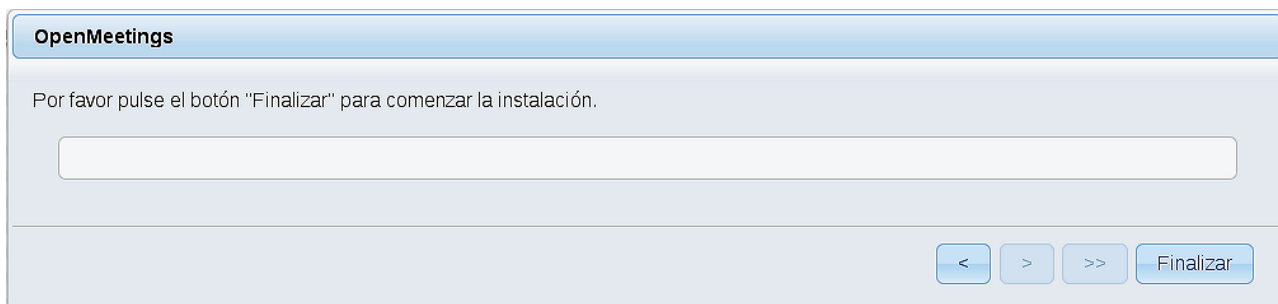 OpenMeetings
Por favor pulse el botón "Finalizar" para comenzar la instalación.
< > >> Finalizar